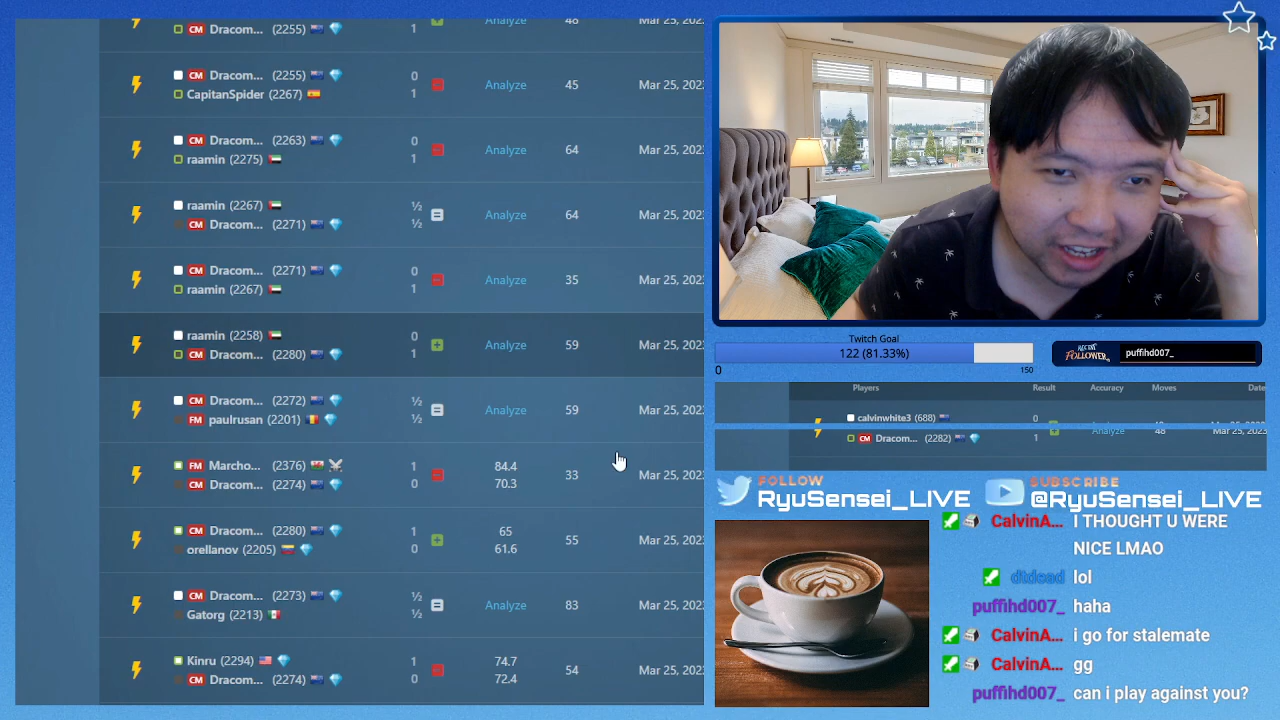 CM Dracom... (2255)
48
1
CM Dracom... (2255)
CapitanSpider (2267)
0
1
Analyze
45
Mar 25, 202
CM Dracom... (2263)
raamin (2275)
0
1
Analyze
64
Mar 25, 202
raamin (2267)
CM Dracom... (2271)
½
½
Analyze
64
Mar 25, 202
CM Dracom... (2271)
raamin (2267)
0
1
Analyze
35
Mar 25, 202
raamin (2258)
CM Dracom... (2280)
0
1
Analyze
59
Mar 25, 202
CM Dracom... (2272)
FM paulrusan (2201)
½
½
Analyze
59
Mar 25, 202
FM Marcho... (2376)
CM Dracom... (2274)
1
0
84.4
70.3
33
Mar 25, 202
CM Dracom... (2280)
orellanov (2205)
1
0
65
61.6
55
Mar 25, 202
CM Dracom... (2273)
Gatorg (2213)
½
½
Analyze
83
Mar 25, 202
Kinru (2294)
CM Dracom... (2274)
1
0
74.7
72.4
54
Mar 25, 202
Twitch Goal
122 (81.33%)
0
150
RECENT
FOLLOWER
puffihd007_
Players Result Accuracy Moves Date
calvinwhite3 (688)
0
CM Dracom... (2282)
1
Analyze
48
Mar 25, 2023
FOLLOW
RyuSensei_LIVE
SUBSCRIBE
@RyuSensei_LIVE
CalvinA... I THOUGHT U WERE
NICE LMAO
dtdead lol
puffihd007_ haha
CalvinA... i go for stalemate
CalvinA... gg
puffihd007_ can i play against you?